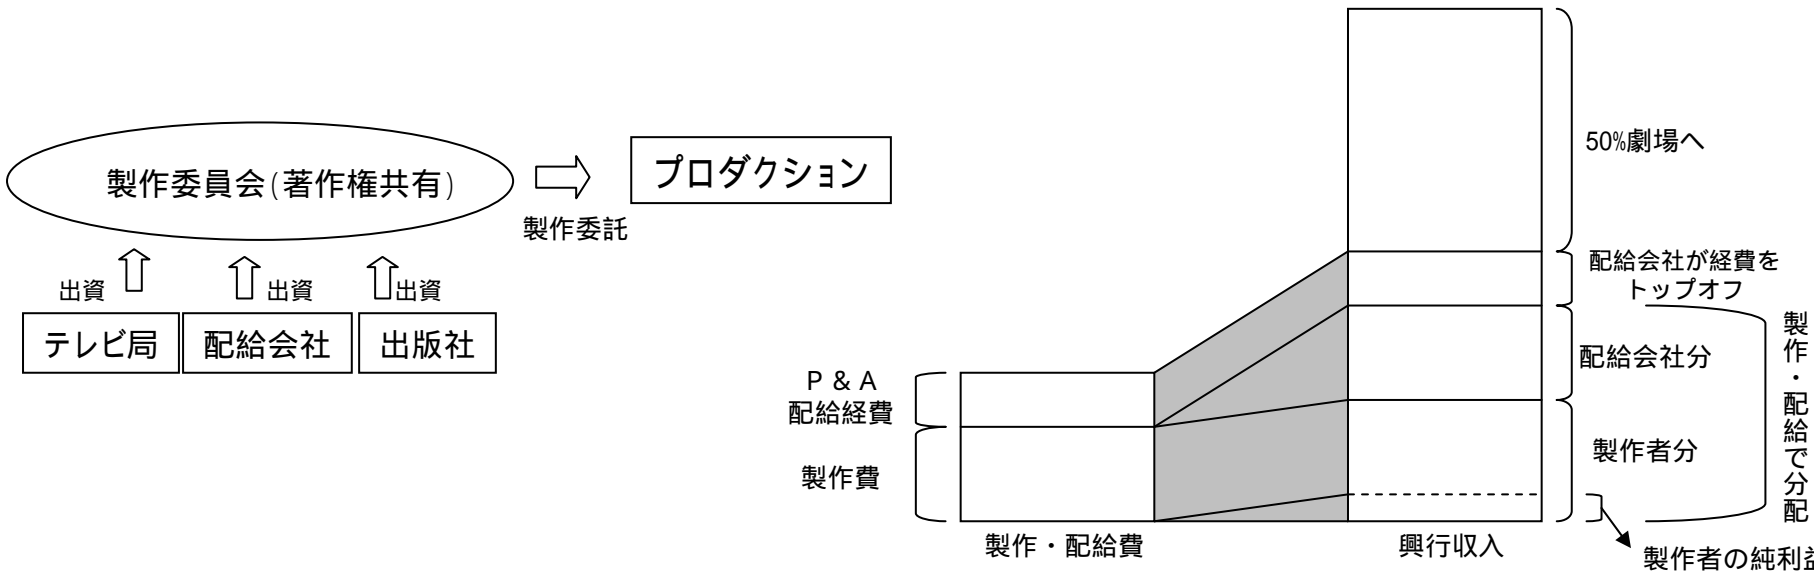 製作委員会(著作権共有)
プロダクション
製作委託
出資
出資
出資
テレビ局
配給会社
出版社
P & A
配給経費
製作費
製作・配給費
興行収入
50%劇場へ
配給会社が経費を
トップオフ
配給会社分
製作者分
製作・配給で分配
製作者の純利益